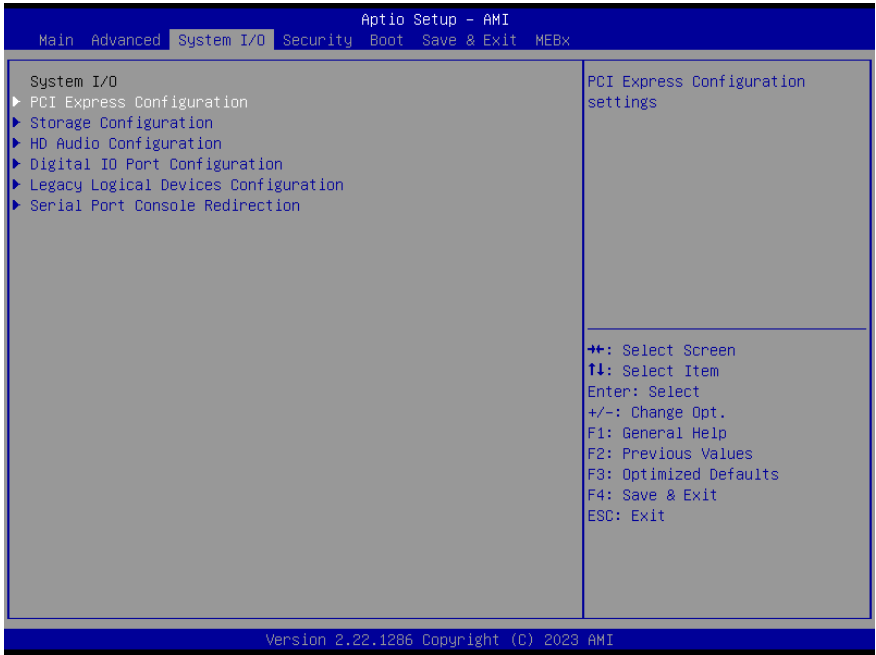 Aptio Setup – AMI
Main Advanced System I/O Security Boot Save & Exit MEBx
System I/O
▶ PCI Express Configuration
▶ Storage Configuration
▶ HD Audio Configuration
▶ Digital IO Port Configuration
▶ Legacy Logical Devices Configuration
▶ Serial Port Console Redirection
PCI Express Configuration
settings
→←: Select Screen
↑↓: Select Item
Enter: Select
+/-: Change Opt.
F1: General Help
F2: Previous Values
F3: Optimized Defaults
F4: Save & Exit
ESC: Exit
Version 2.22.1286 Copyright (C) 2023 AMI